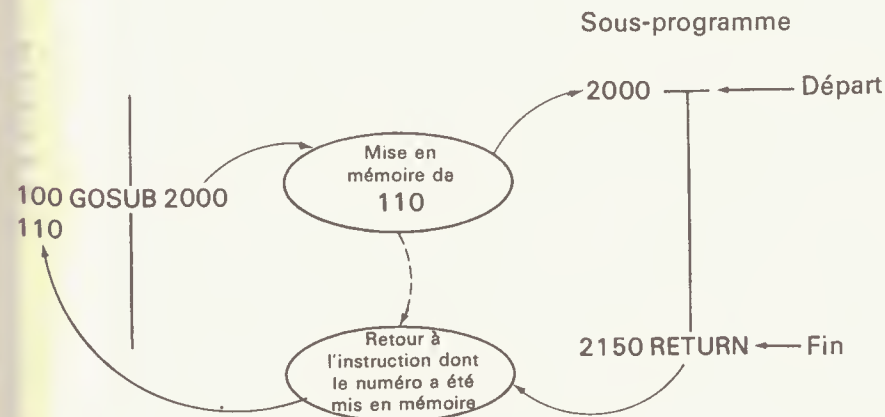 Sous-programme
2000
Départ
Mise en
mémoire de
110
100 GOSUB 2000
110
Retour à
l'instruction dont
le numéro a été
mis en mémoire
2150 RETURN
Fin